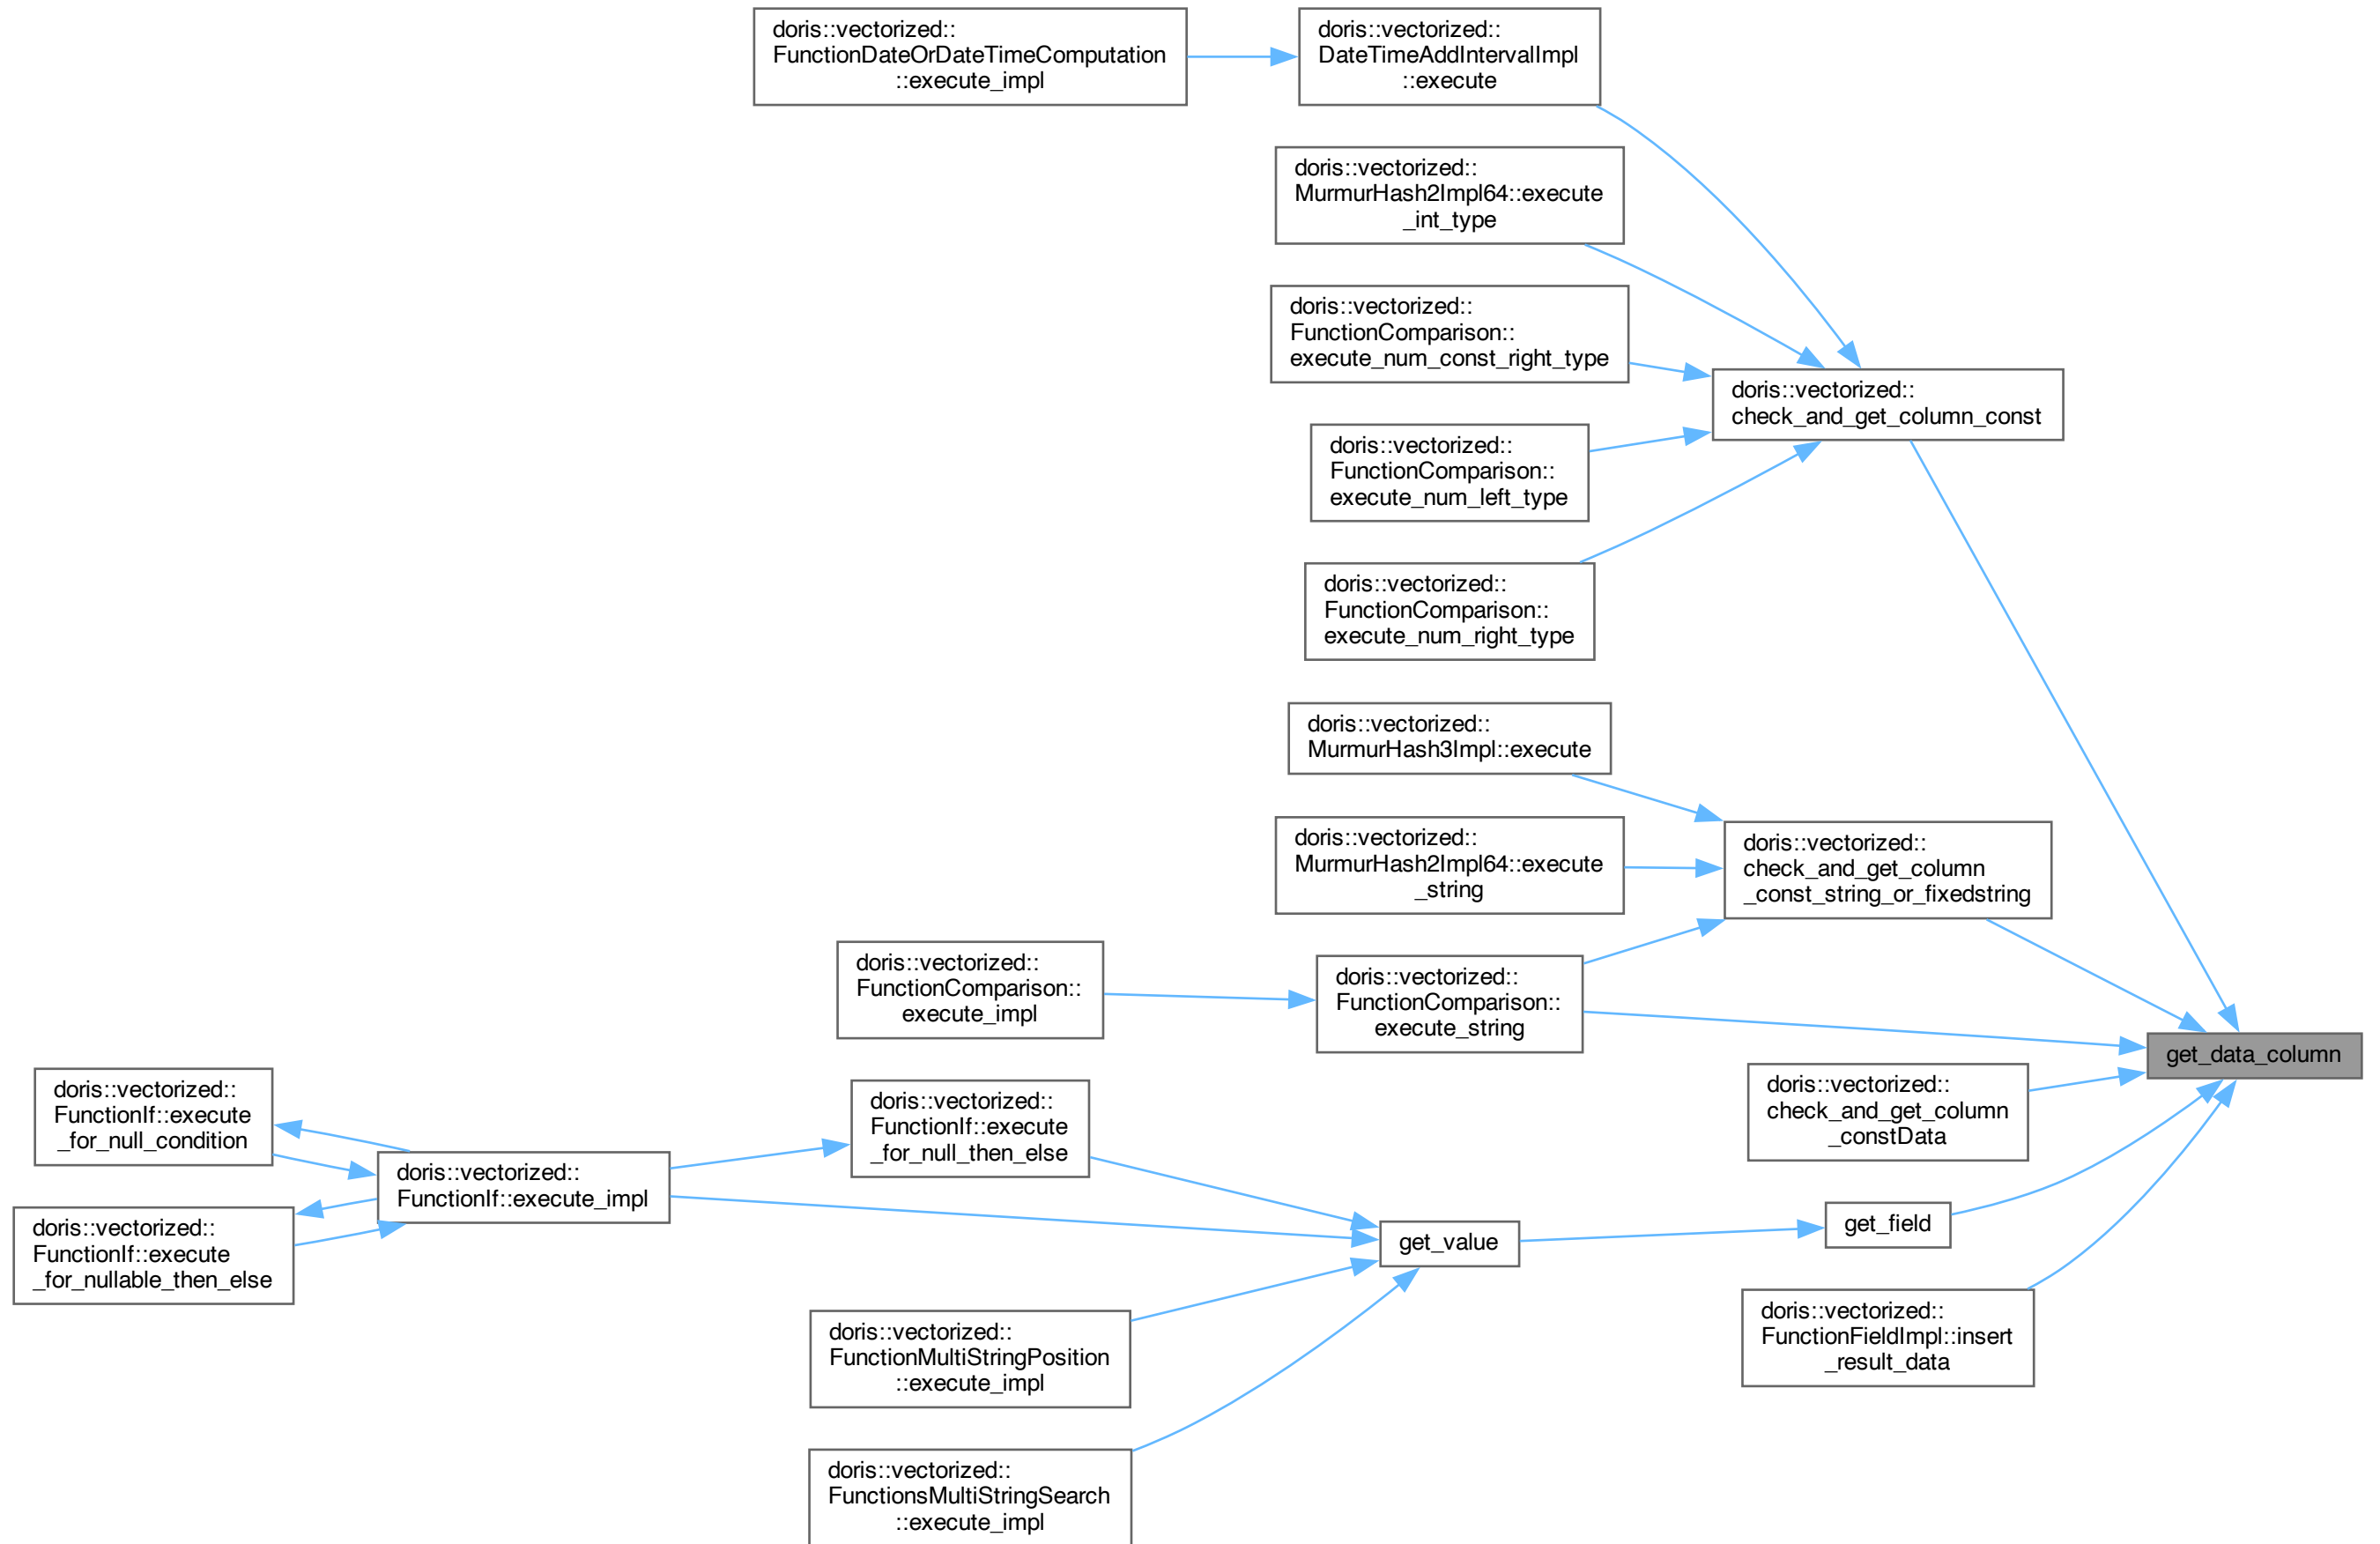 doris::vectorized::
FunctionDateOrDateTimeComputation
::execute_impl
doris::vectorized::
DateTimeAddIntervalImpl
::execute
doris::vectorized::
MurmurHash2Impl64::execute
_int_type
doris::vectorized::
FunctionComparison::
execute_num_const_right_type
doris::vectorized::
check_and_get_column_const
doris::vectorized::
FunctionComparison::
execute_num_left_type
doris::vectorized::
FunctionComparison::
execute_num_right_type
doris::vectorized::
MurmurHash3Impl::execute
doris::vectorized::
MurmurHash2Impl64::execute
_string
doris::vectorized::
check_and_get_column
_const_string_or_fixedstring
doris::vectorized::
FunctionComparison::
execute_impl
doris::vectorized::
FunctionComparison::
execute_string
get_data_column
doris::vectorized::
check_and_get_column
_constData
doris::vectorized::
FunctionIf::execute
_for_null_condition
doris::vectorized::
FunctionIf::execute
_for_null_then_else
doris::vectorized::
FunctionIf::execute_impl
doris::vectorized::
FunctionIf::execute
_for_nullable_then_else
get_value
get_field
doris::vectorized::
FunctionFieldImpl::insert
_result_data
doris::vectorized::
FunctionMultiStringPosition
::execute_impl
doris::vectorized::
FunctionsMultiStringSearch
::execute_impl